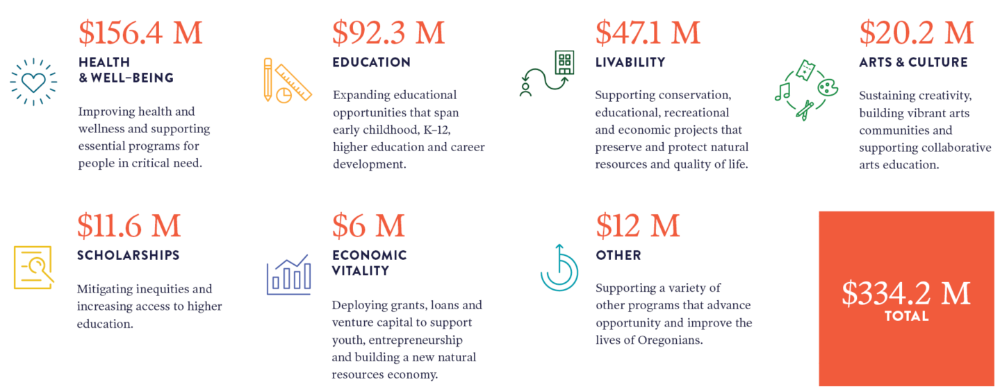 $156.4 M
HEALTH
& WELL–BEING
Improving health and
wellness and supporting
essential programs for
people in critical need.
$92.3 M
EDUCATION
Expanding educational
opportunities that span
early childhood, K–12,
higher education and career
development.
$47.1 M
LIVABILITY
Supporting conservation,
educational, recreational
and economic projects that
preserve and protect natural
resources and quality of life.
$20.2 M
ARTS & CULTURE
Sustaining creativity,
building vibrant arts
communities and
supporting collaborative
arts education.
$11.6 M
SCHOLARSHIPS
Mitigating inequities and
increasing access to higher
education.
$6 M
ECONOMIC
VITALITY
Deploying grants, loans and
venture capital to support
youth, entrepreneurship
and building a new natural
resources economy.
$12 M
OTHER
Supporting a variety of
other programs that advance
opportunity and improve the
lives of Oregonians.
$334.2 M
TOTAL